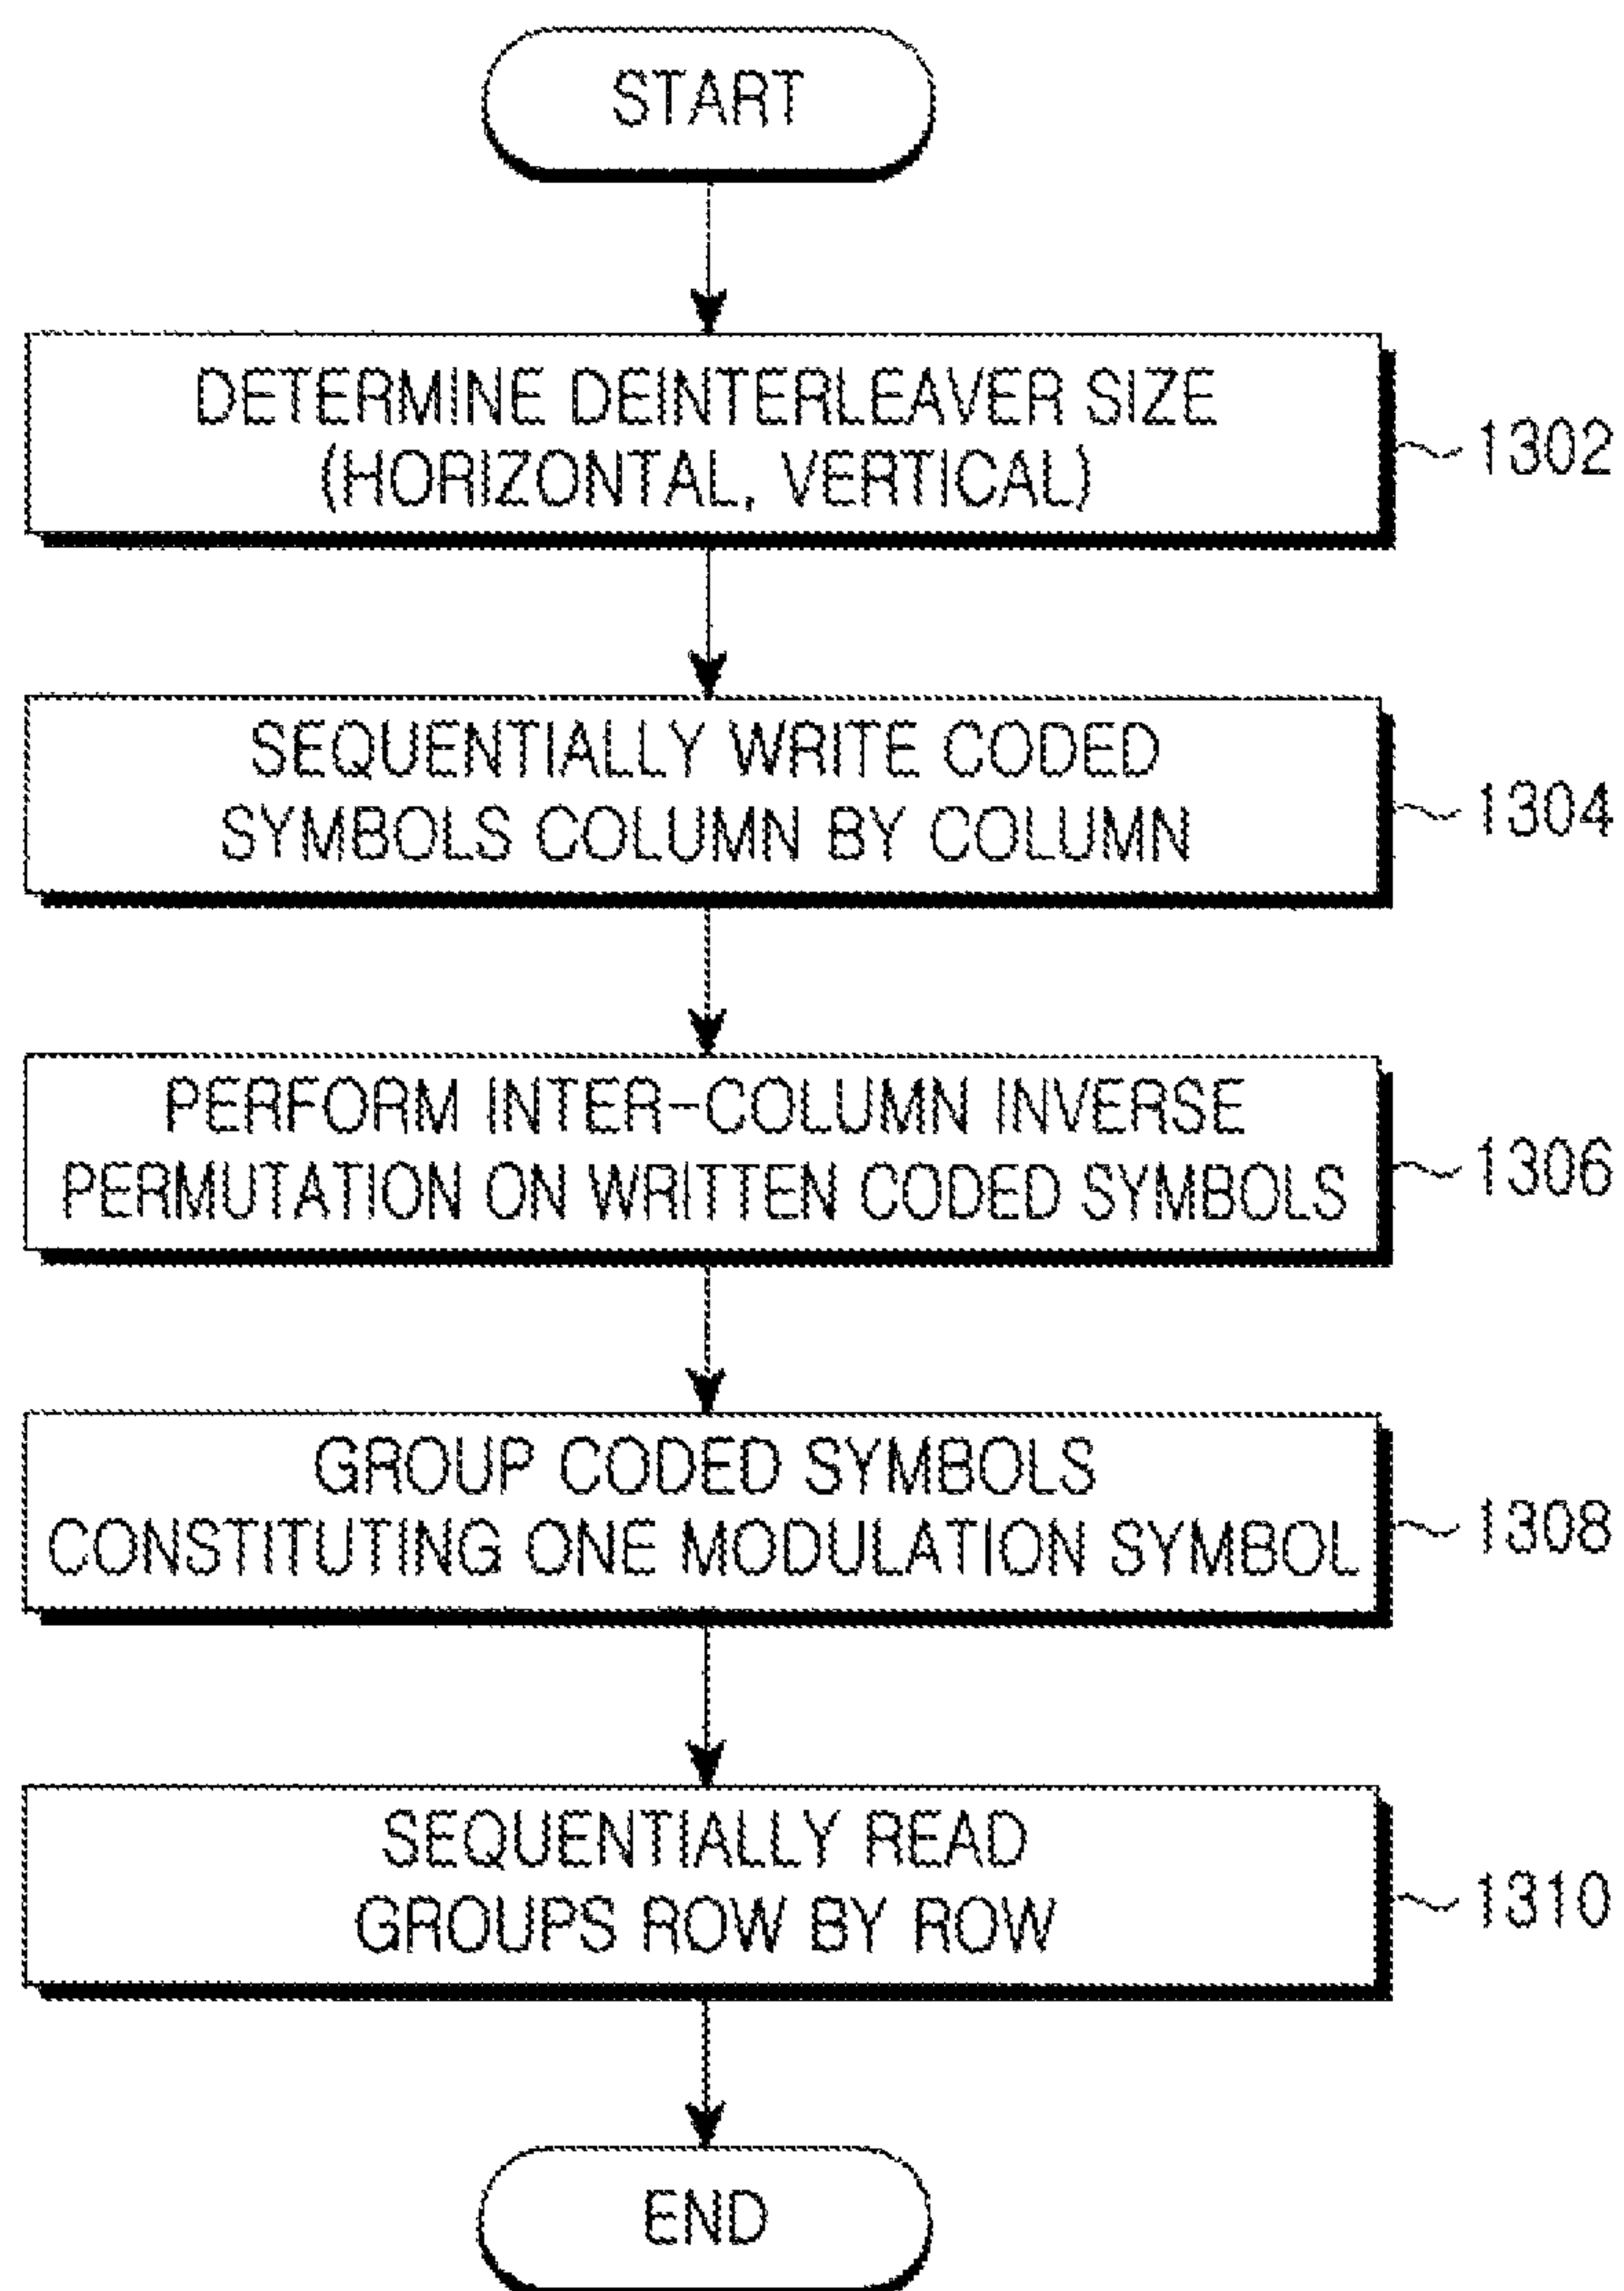 START
DETERMINE DEINTERLEAVER SIZE
(HORIZONTAL, VERTICAL)
1302
SEQUENTIALLY WRITE CODED
SYMBOLS COLUMN BY COLUMN
1304
PERFORM INTER-COLUMN INVERSE
PERMUTATION ON WRITTEN CODED SYMBOLS
1306
GROUP CODED SYMBOLS
CONSTITUTING ONE MODULATION SYMBOL
1308
SEQUENTIALLY READ
GROUPS ROW BY ROW
1310
END